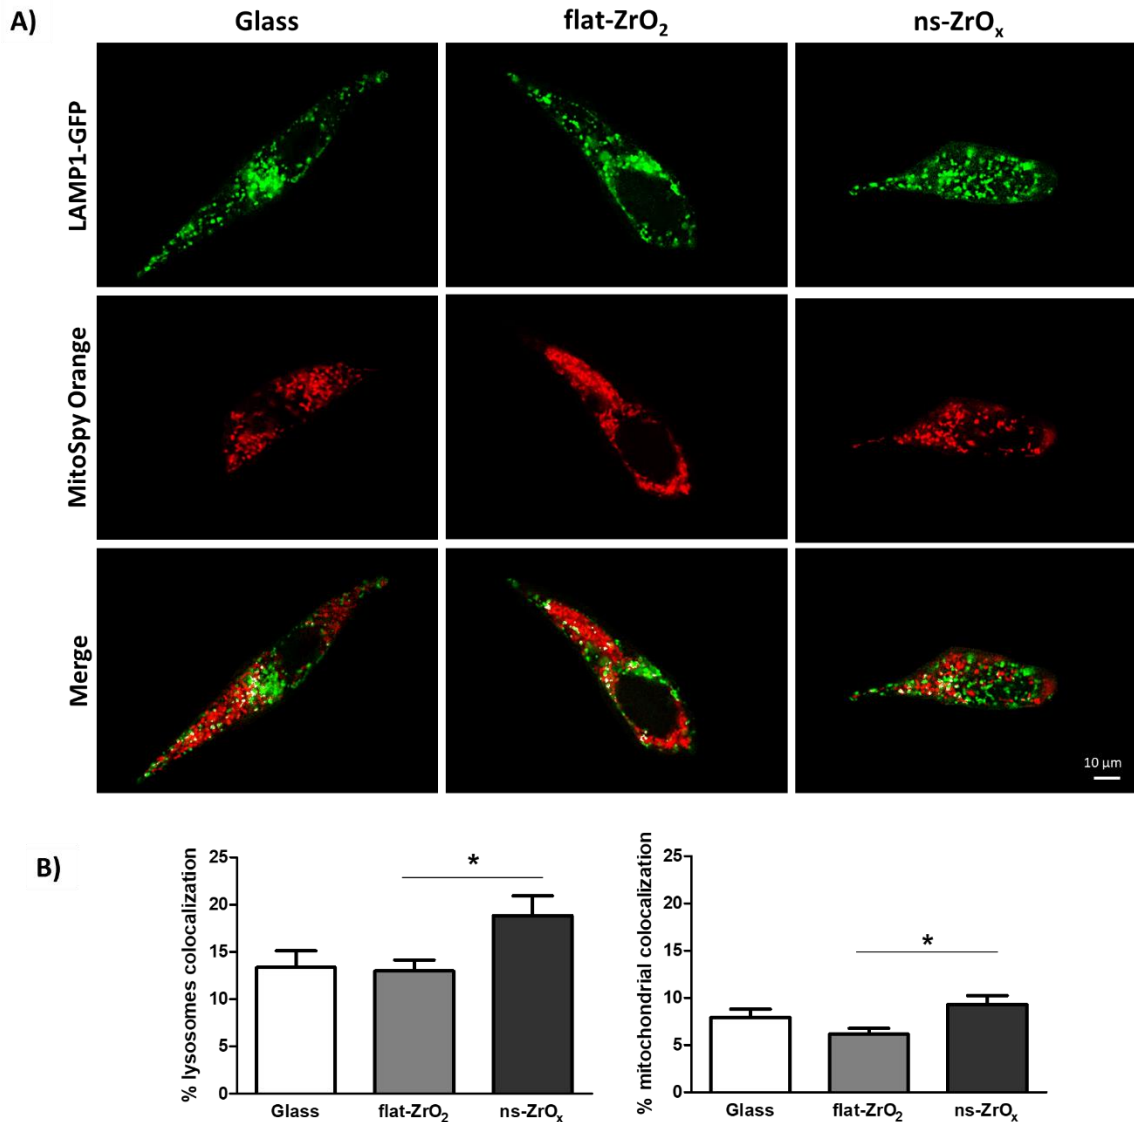 A)
Glass
flat-ZrO₂
ns-ZrOₓ
LAMP1-GFP
MitoSpy Orange
Merge
10 µm
B)
% lysosomes colocalization
25
20
15
10
5
0
*
Glass
flat-ZrO₂
ns-ZrOₓ
% mitochondrial colocalization
25
20
15
10
5
0
*
Glass
flat-ZrO₂
ns-ZrOₓ